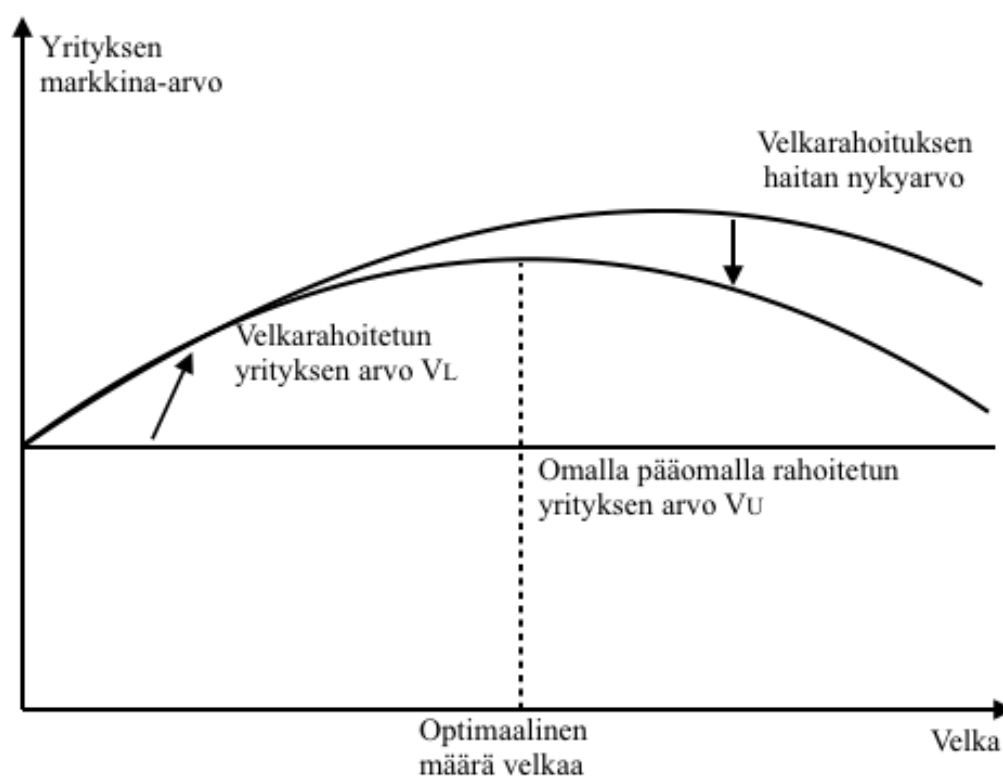 Yrityksen
markkina-arvo
Velkarahoituksen
haitan nykyarvo
Velkarahoitetun
yrityksen arvo VL
Omalla pääomalla rahoitetun
yrityksen arvo VU
Optimaalinen
määrä velkaa
Velka